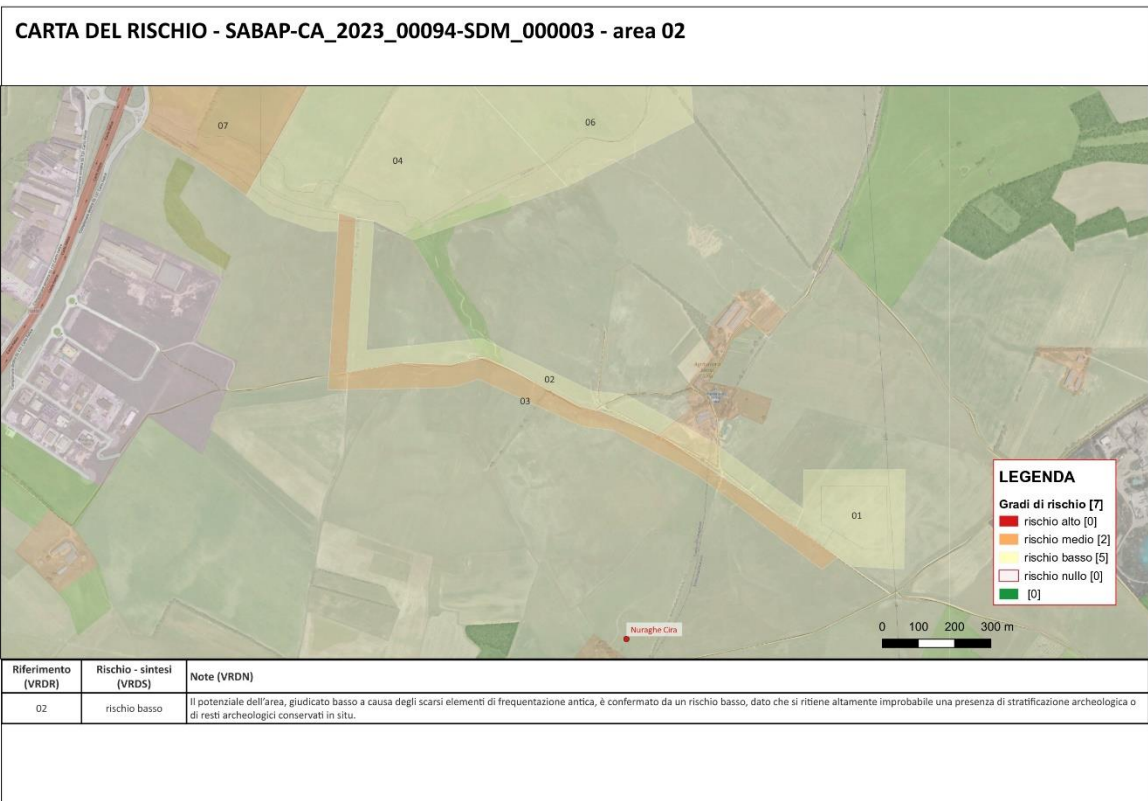 CARTA DEL RISCHIO - SABAP-CA_2023_00094-SDM_000003 - area 02
07
06
04
02
03
01
Nuraghe Cira
LEGENDA
Gradi di rischio [7]
rischio alto [0]
rischio medio [2]
rischio basso [5]
rischio nullo [0]
[0]
0 100 200 300 m
Riferimento (VRDR)
Rischio - sintesi (VRDS)
Note (VRDN)
02
rischio basso
Il potenziale dell'area, giudicato basso a causa degli scarsi elementi di frequentazione antica, è confermato da un rischio basso, dato che si ritiene altamente improbabile una presenza di stratificazione archeologica o
di resti archeologici conservati in situ.